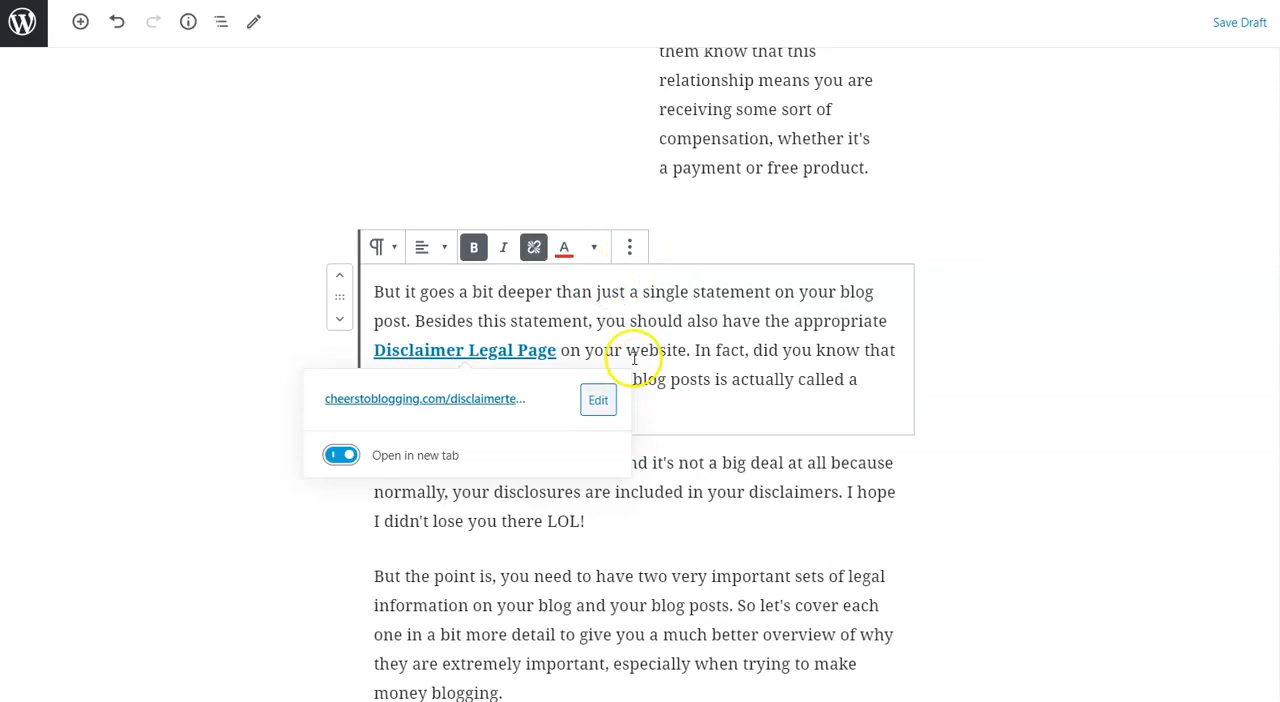 Save Draft
them know that this
relationship means you are
receiving some sort of
compensation, whether it's
a payment or free product.
B I A
But it goes a bit deeper than just a single statement on your blog
post. Besides this statement, you should also have the appropriate
Disclaimer Legal Page on your website. In fact, did you know that
blog posts is actually called a
cheerstoblogging.com/disclaimerte...
Edit
Open in new tab
nd it's not a big deal at all because
normally, your disclosures are included in your disclaimers. I hope
I didn't lose you there LOL!
But the point is, you need to have two very important sets of legal
information on your blog and your blog posts. So let's cover each
one in a bit more detail to give you a much better overview of why
they are extremely important, especially when trying to make
money blogging.